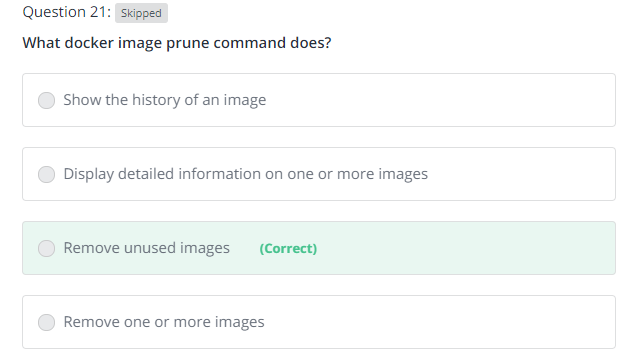 Question 21: Skipped
What docker image prune command does?
Show the history of an image
Display detailed information on one or more images
Remove unused images (Correct)
Remove one or more images